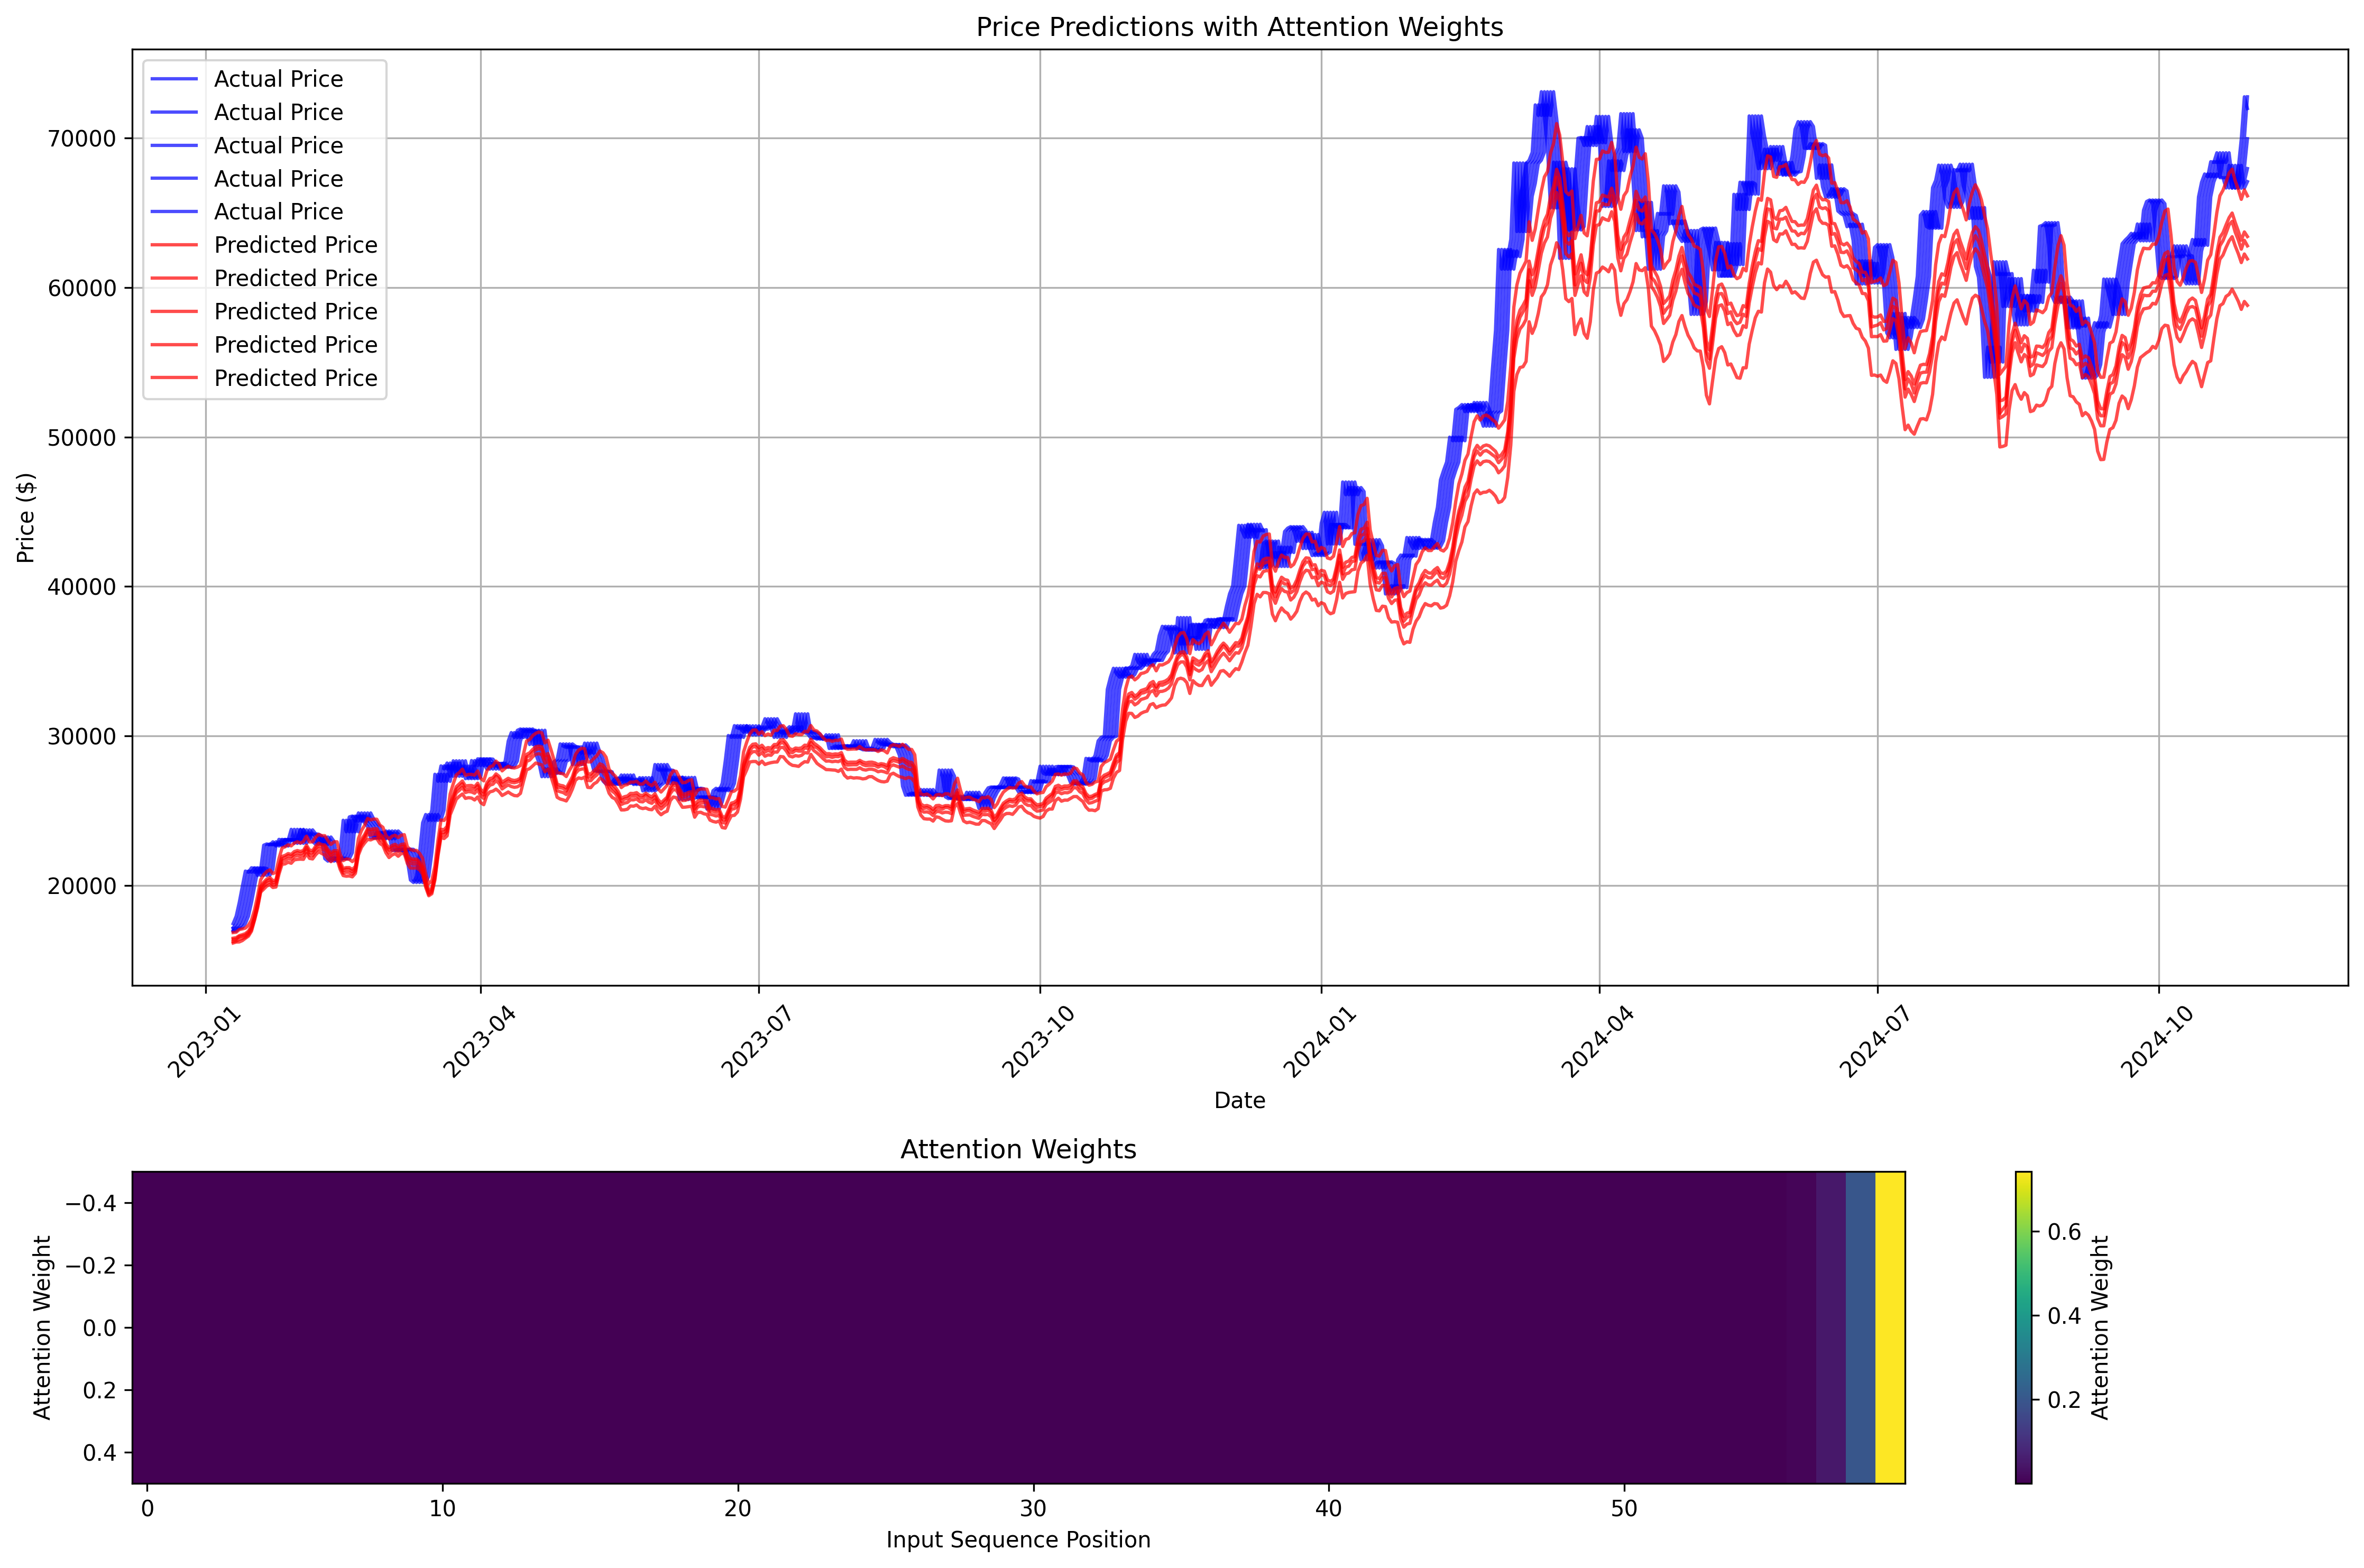 Price Predictions with Attention Weights
Actual Price
Actual Price
Actual Price
Actual Price
Actual Price
Predicted Price
Predicted Price
Predicted Price
Predicted Price
Predicted Price
Price ($)
70000
60000
50000
40000
30000
20000
2023-01
2023-04
2023-07
2023-10
2024-01
2024-04
2024-07
2024-10
Date
Attention Weights
Attention Weight
−0.4
−0.2
0.0
0.2
0.4
0
10
20
30
40
50
Input Sequence Position
0.6
0.4
0.2
Attention Weight